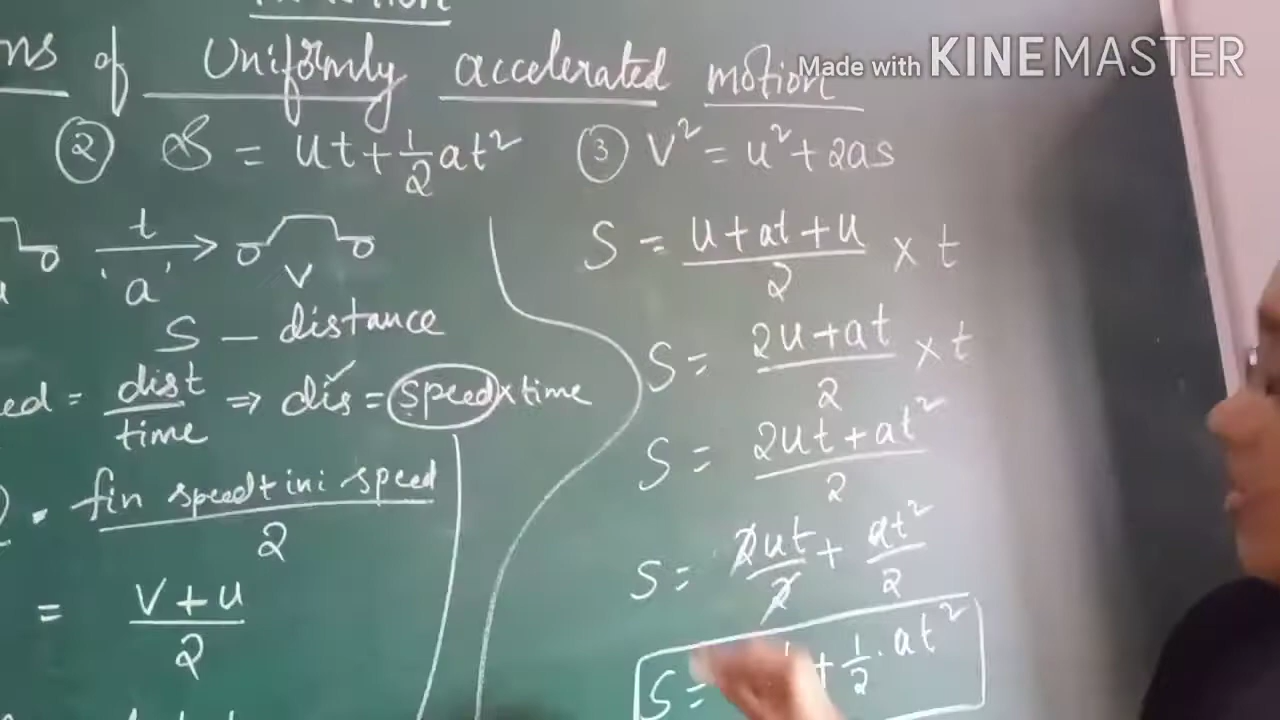 ns of Uniformly accelerated motion
Made with KINEMASTER
② S = ut + 1/2 at² ③ v² = u² + 2as
t
'a'
v
S – distance
eed = dist/time ⇒ dis = speed × time
fin speed + ini speed / 2
= v + u / 2
S = u + at + u / 2 × t
S = 2u + at / 2 × t
S = 2ut + at² / 2
S = 2ut/2 + at²/2
S = + 1/2 . at²